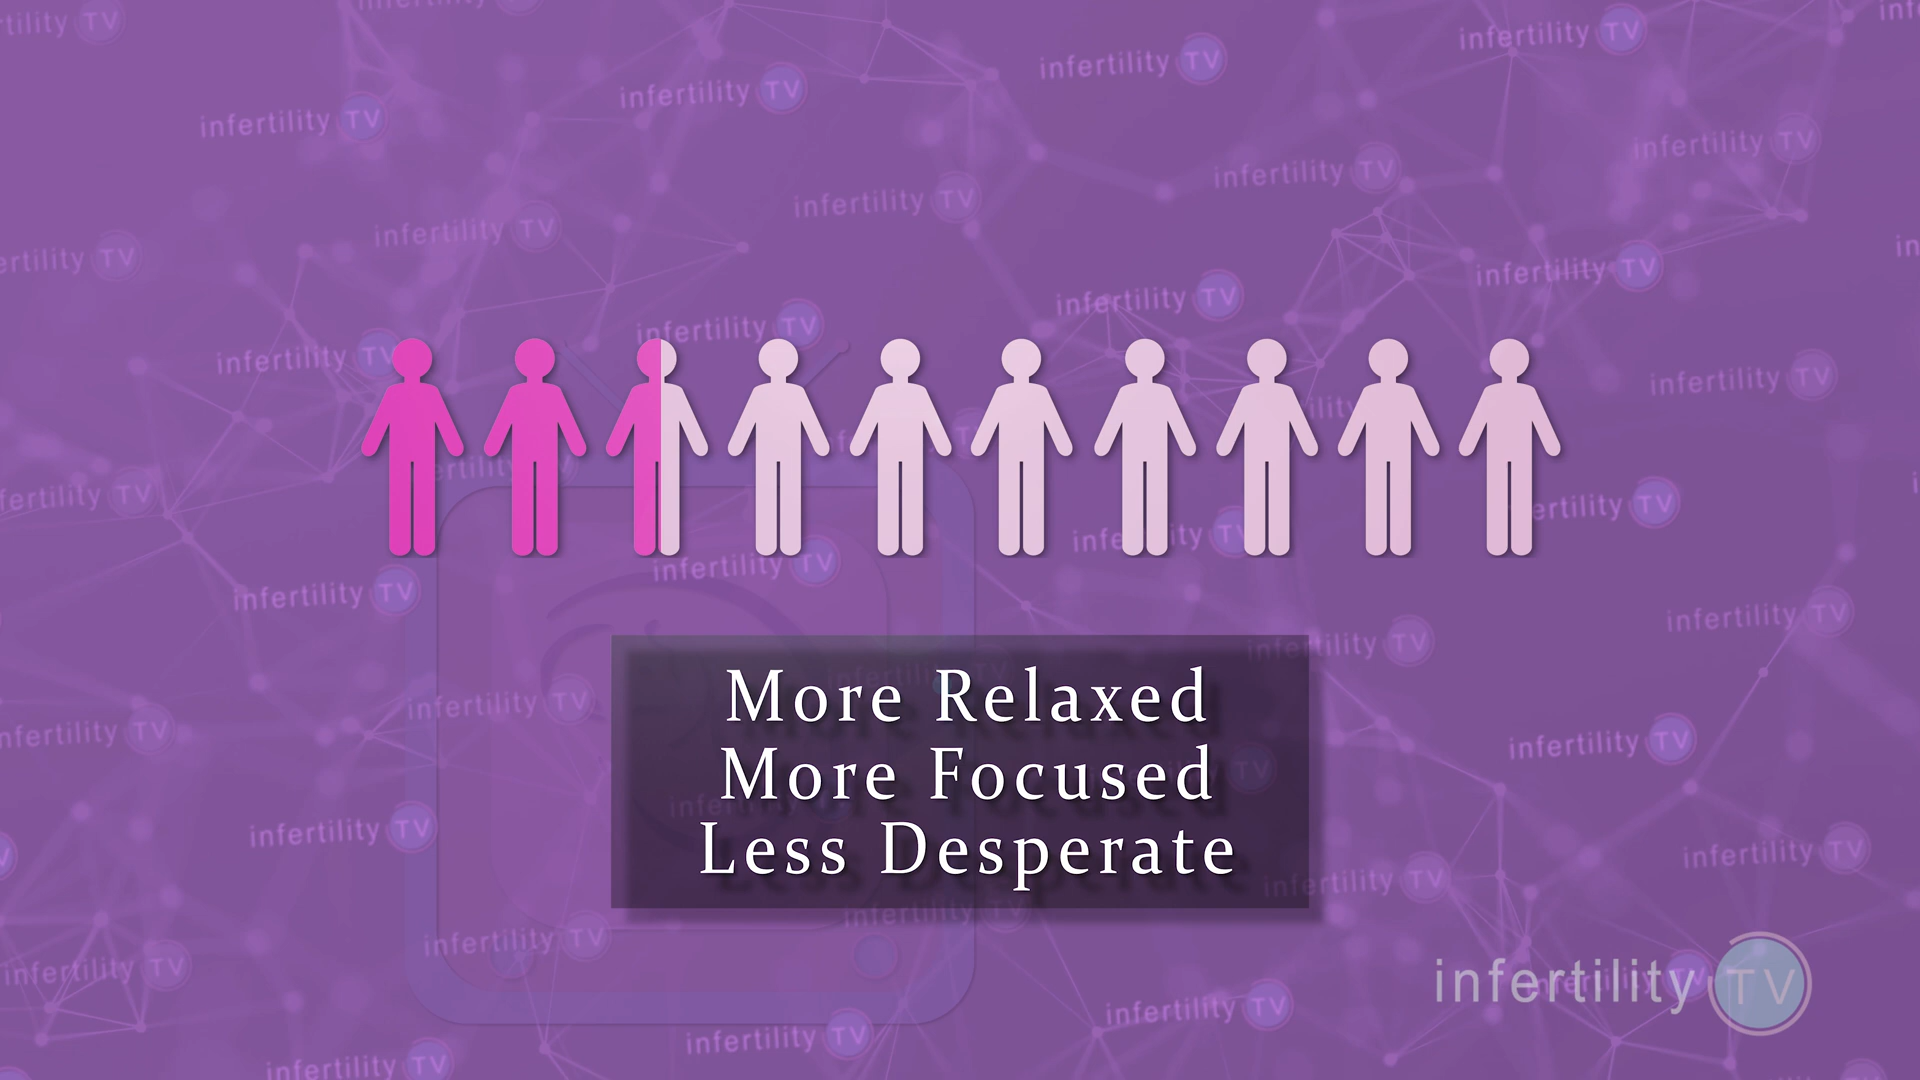 More Relaxed
More Focused
Less Desperate
infertility TV